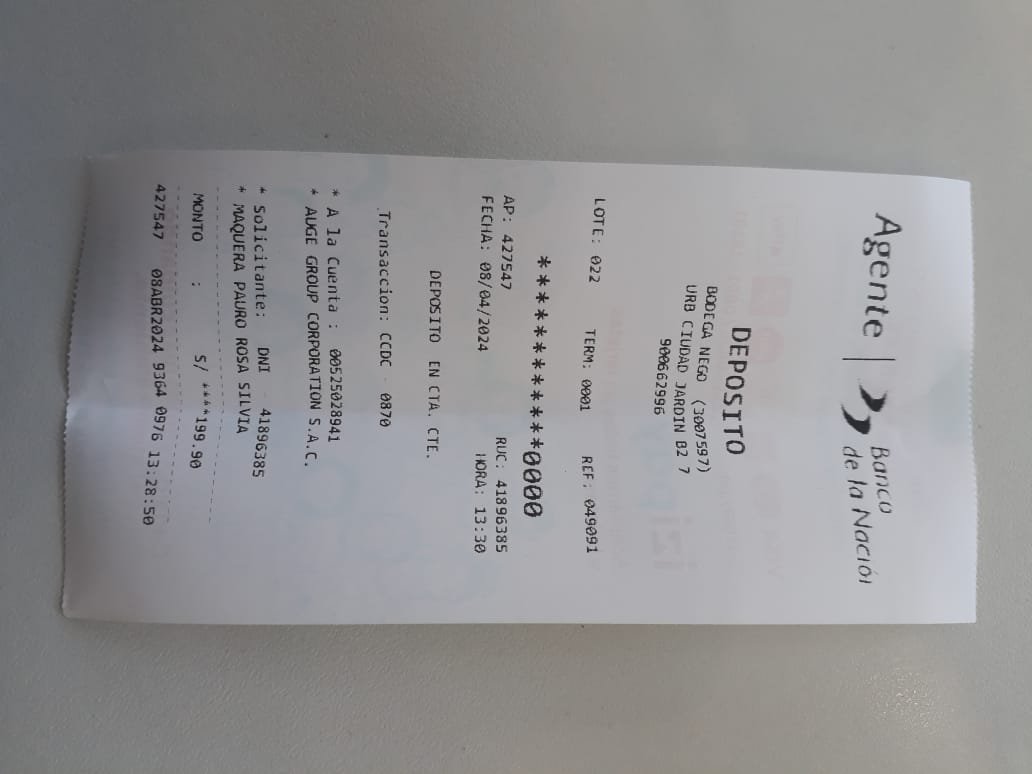 Agente | Banco
de la Nación
DEPOSITO
BODEGA NEGO (3007597)
URB CIUDAD JARDIN B2 7
900662996
LOTE: 022 TERM: 0001 REF: 049091
************0000
AP: 427547 RUC: 41896385
FECHA: 08/04/2024 HORA: 13:30
DEPOSITO EN CTA. CTE.
.Transaccion: CCDC - 0870
* A la Cuenta : 00525028941
* AUGE GROUP CORPORATION S.A.C.
* Solicitante: DNI - 41896385
* MAQUERA PAURO ROSA SILVIA
MONTO : S/ ****199.90
427547 08ABR2024 9364 0976 13:28:50